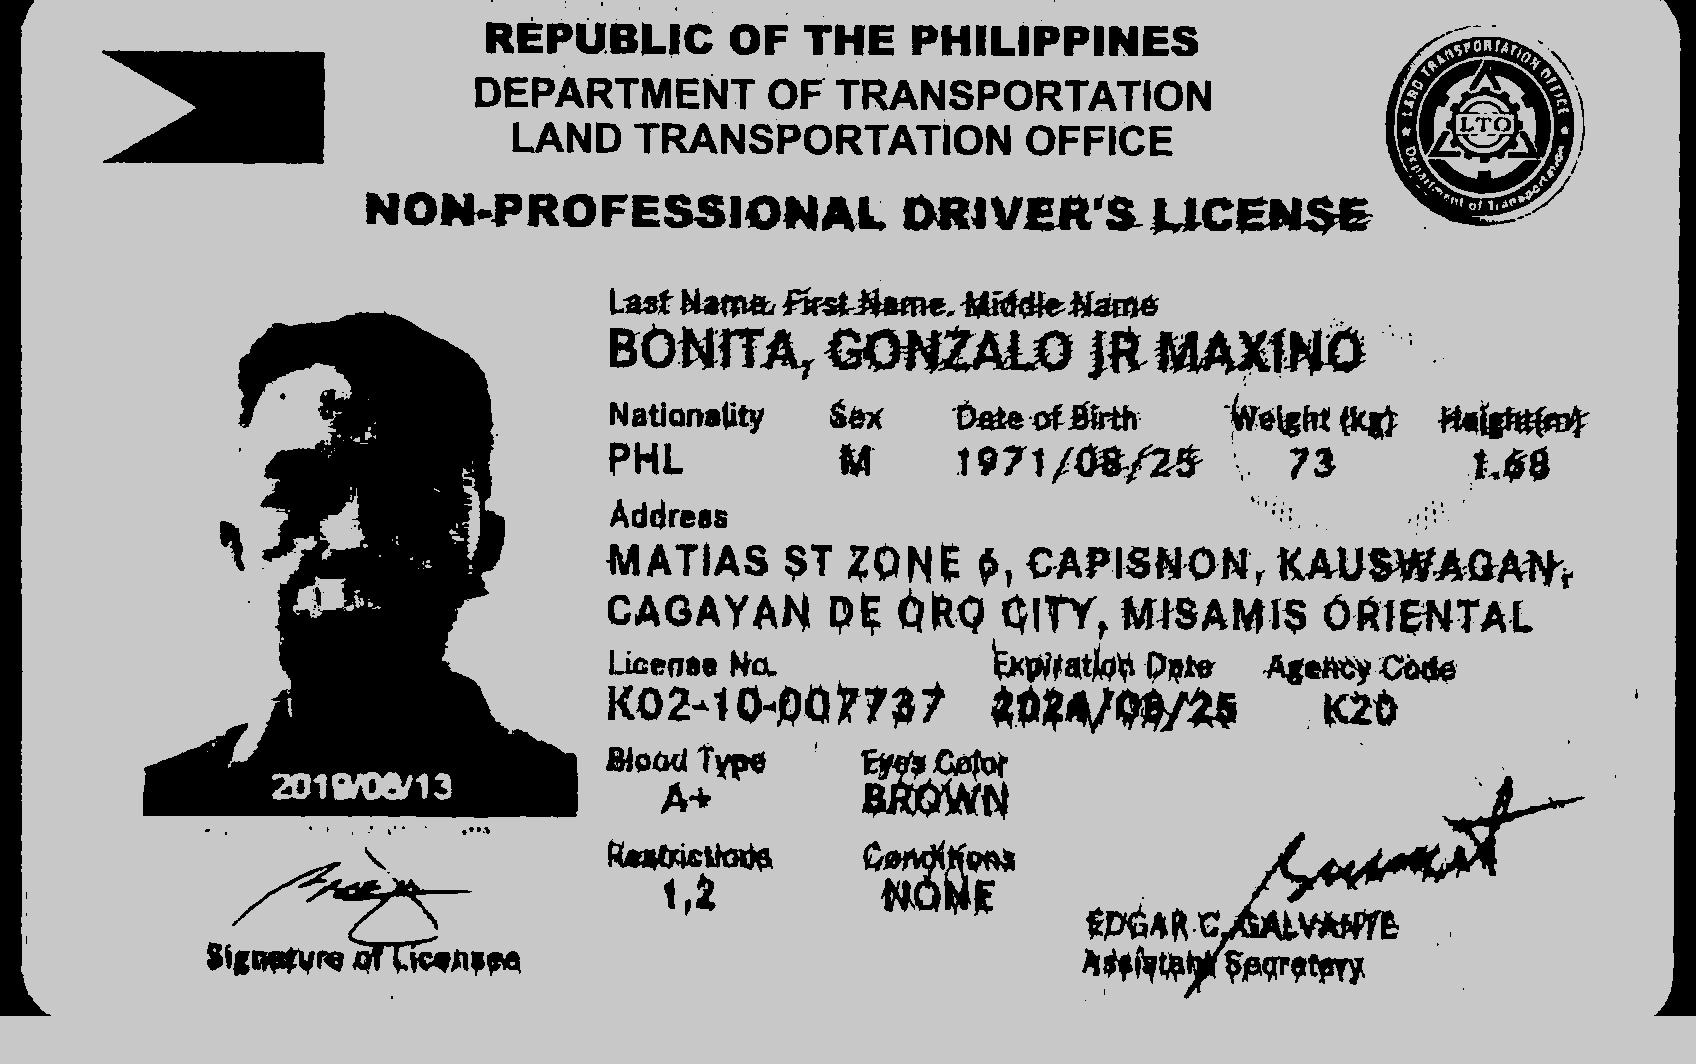 REPUBLIC OF THE PHILIPPINES
DEPARTMENT OF TRANSPORTATION
LAND TRANSPORTATION OFFICE
LAND TRANSPORTATION OFFICE
LTO
Department of Transportation
NON-PROFESSIONAL DRIVER'S LICENSE
Last Name, First Name, Middle Name
BONITA, GONZALO JR MAXINO
Nationality Sex Date of Birth Weight (kg) Height(m)
PHL M 1971/08/25 73 1.68
Address
MATIAS ST ZONE 6, CAPISNON, KAUSWAGAN,
CAGAYAN DE ORO CITY, MISAMIS ORIENTAL
License No. Expiration Date Agency Code
K02-10-007737 2024/08/25 K20
Blood Type Eyes Color
A+ BROWN
2019/08/13
Restrictions Conditions
1,2 NONE
EDGAR C. GALVANTE
Signature of Licensee Assistant Secretary